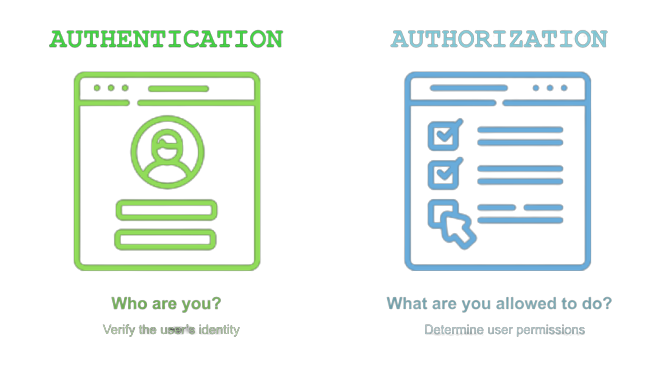 AUTHENTICATION
AUTHORIZATION
Who are you?
Verify the user's identity
What are you allowed to do?
Determine user permissions